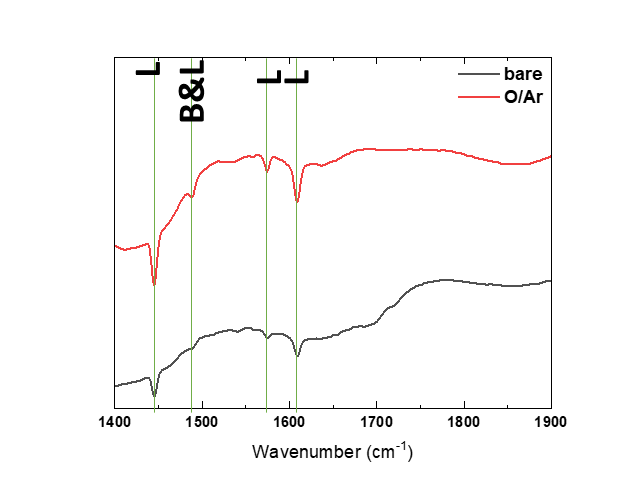 L
B&L
L
L
bare
O/Ar
1400
1500
1600
1700
1800
1900
Wavenumber (cm⁻¹)